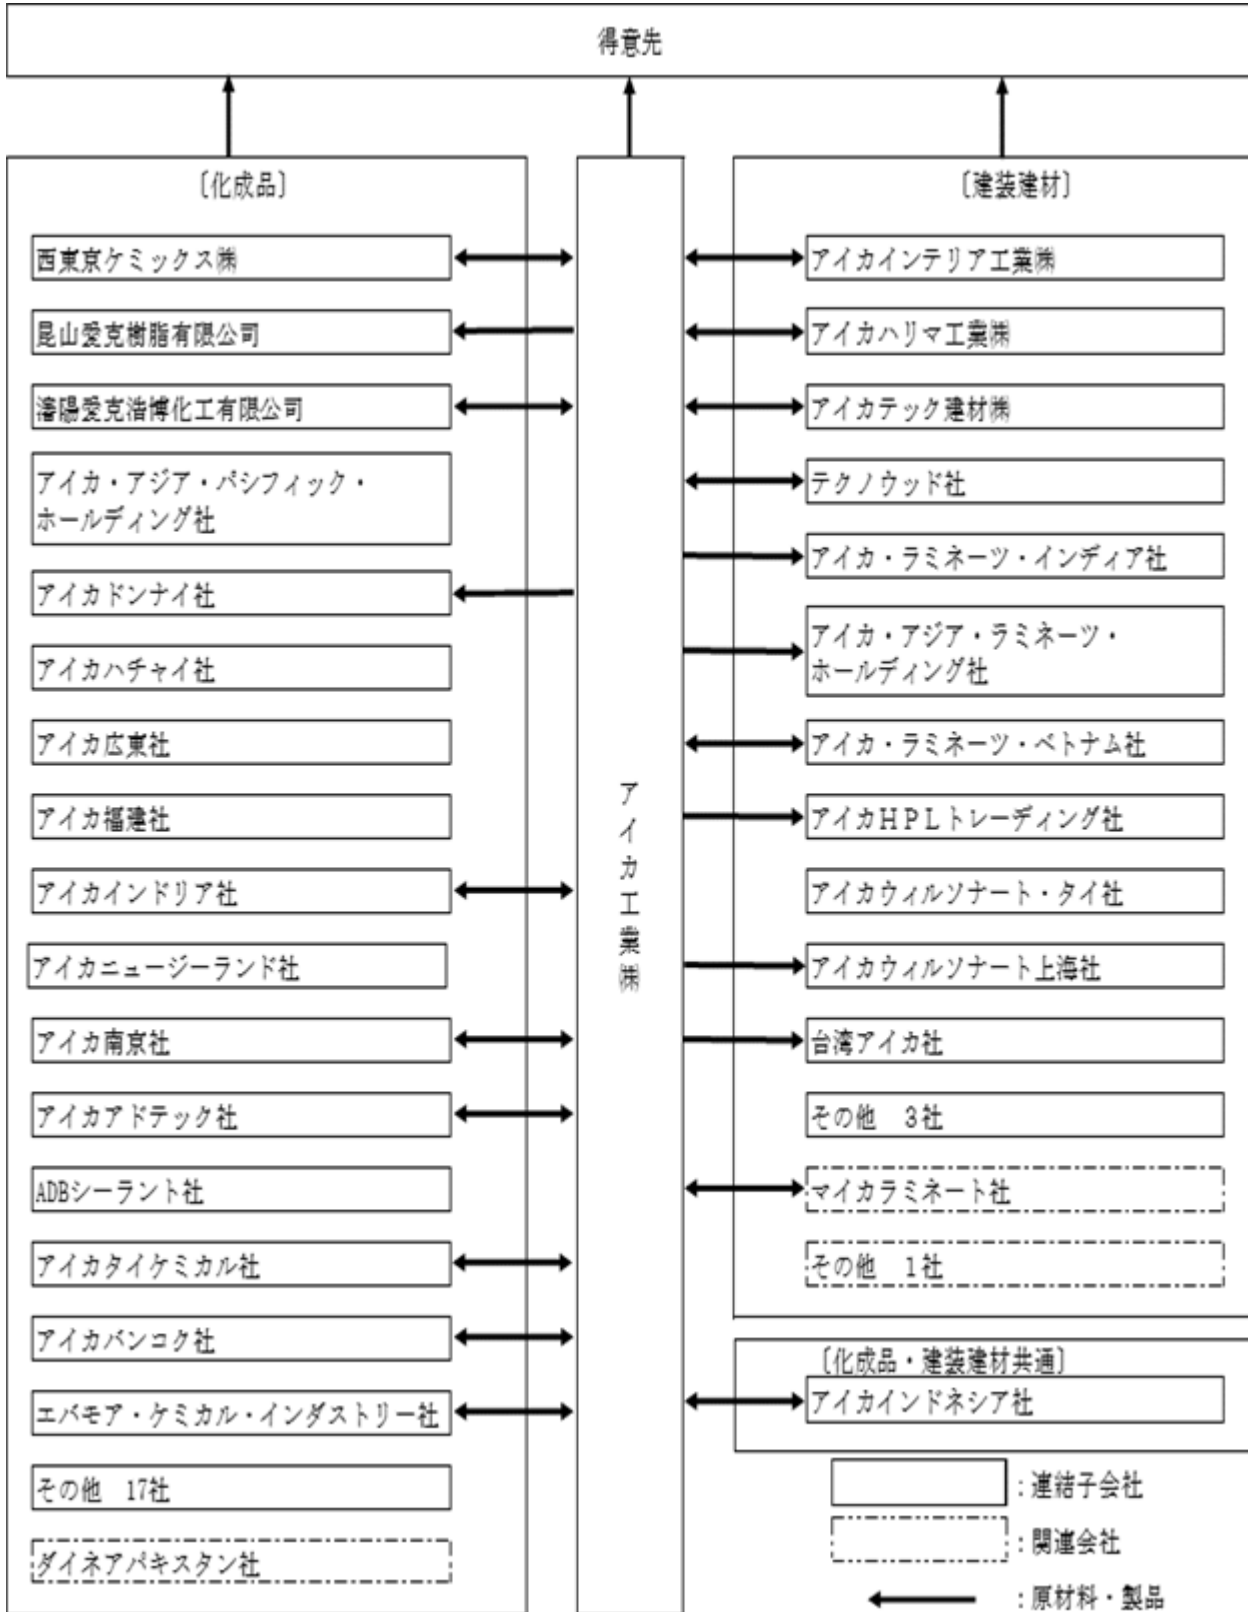 得意先
〔化成品〕
西東京ケミックス㈱
昆山愛克樹脂有限公司
瀋陽愛克浩博化工有限公司
アイカ・アジア・パシフィック・
ホールディング社
アイカドンナイ社
アイカハチャイ社
アイカ広東社
アイカ福建社
アイカインドリア社
アイカニュージーランド社
アイカ南京社
アイカアドテック社
ADBシーラント社
アイカタイケミカル社
アイカバンコク社
エバモア・ケミカル・インダストリー社
その他　17社
ダイネアパキスタン社
アイカ工業㈱
〔建装建材〕
アイカインテリア工業㈱
アイカハリマ工業㈱
アイカテック建材㈱
テクノウッド社
アイカ・ラミネーツ・インディア社
アイカ・アジア・ラミネーツ・
ホールディング社
アイカ・ラミネーツ・ベトナム社
アイカＨＰＬトレーディング社
アイカウィルソナート・タイ社
アイカウィルソナート上海社
台湾アイカ社
その他　3社
マイカラミネート社
その他　1社
〔化成品・建装建材共通〕
アイカインドネシア社
：連結子会社
：関連会社
：原材料・製品